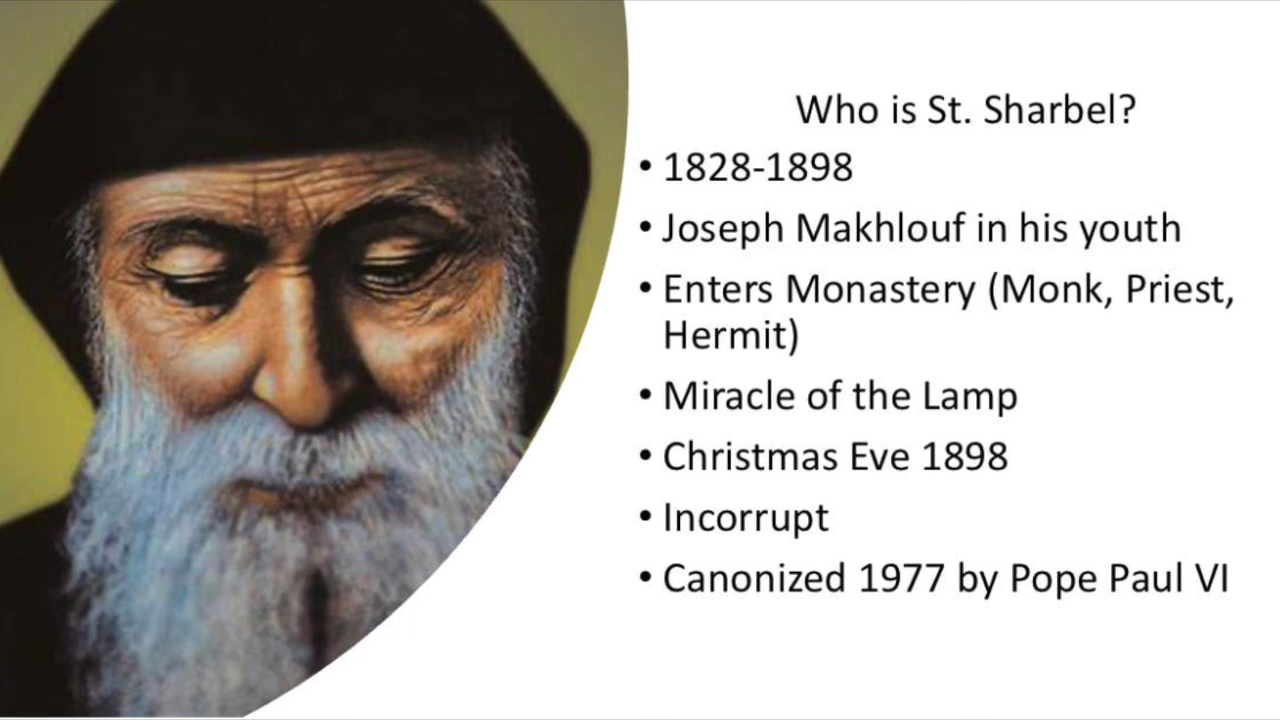 Who is St. Sharbel?
• 1828-1898
• Joseph Makhlouf in his youth
• Enters Monastery (Monk, Priest,
Hermit)
• Miracle of the Lamp
• Christmas Eve 1898
• Incorrupt
• Canonized 1977 by Pope Paul VI